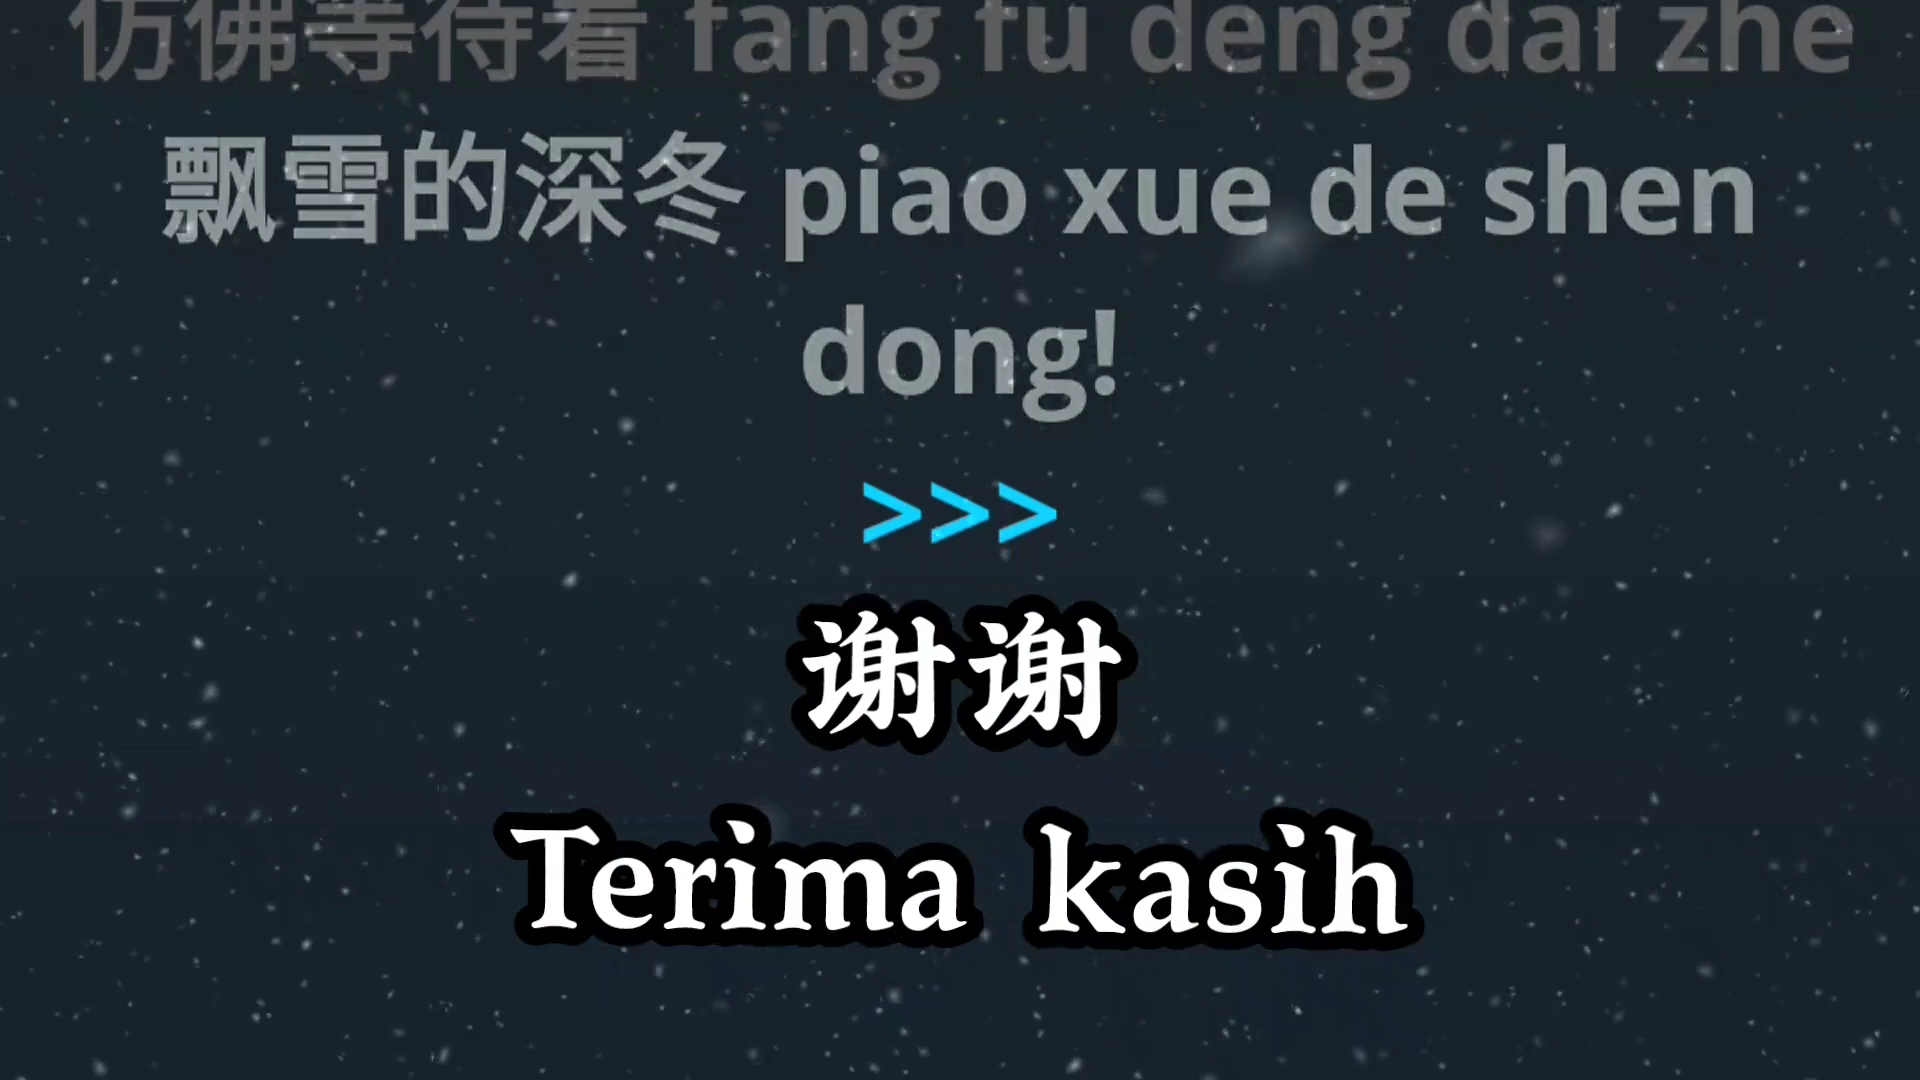 仿佛等待着 fang fu deng dai zhe
飘雪的深冬 piao xue de shen
dong!
>>>
谢谢
Terima kasih